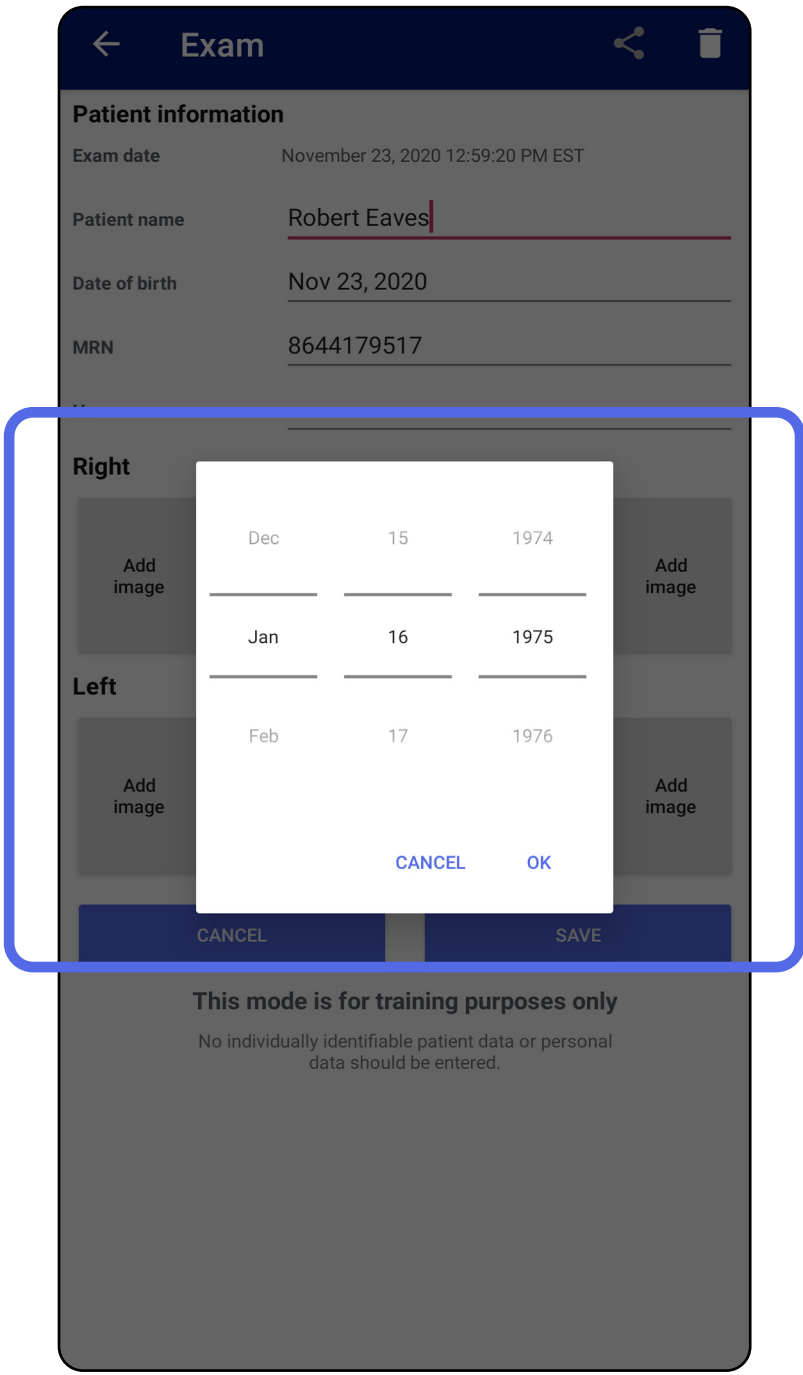 Exam
Patient information
Exam date November 23, 2020 12:59:20 PM EST
Patient name Robert Eaves
Date of birth Nov 23, 2020
MRN 8644179517
Right
Add image
Add image
Dec 15 1974
Jan 16 1975
Feb 17 1976
CANCEL OK
Left
Add image
Add image
CANCEL SAVE
This mode is for training purposes only
No individually identifiable patient data or personal
data should be entered.